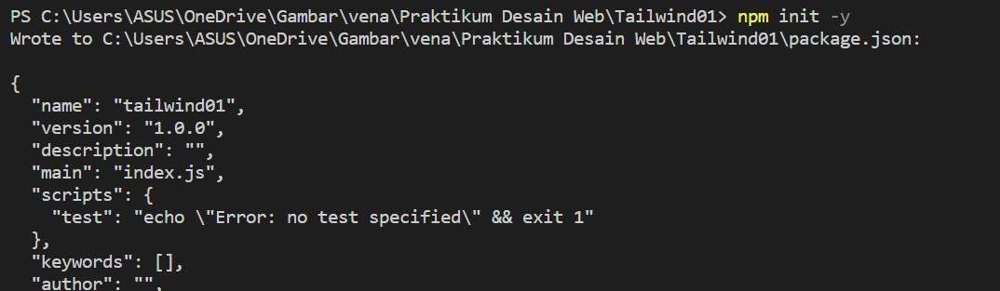 PS C:\Users\ASUS\OneDrive\Gambar\vena\Praktikum Desain Web\Tailwind01> npm init -y
Wrote to C:\Users\ASUS\OneDrive\Gambar\vena\Praktikum Desain Web\Tailwind01\package.json:
{
"name": "tailwind01",
"version": "1.0.0",
"description": "",
"main": "index.js",
"scripts": {
"test": "echo \"Error: no test specified\" && exit 1"
},
"keywords": [],
"author": "",